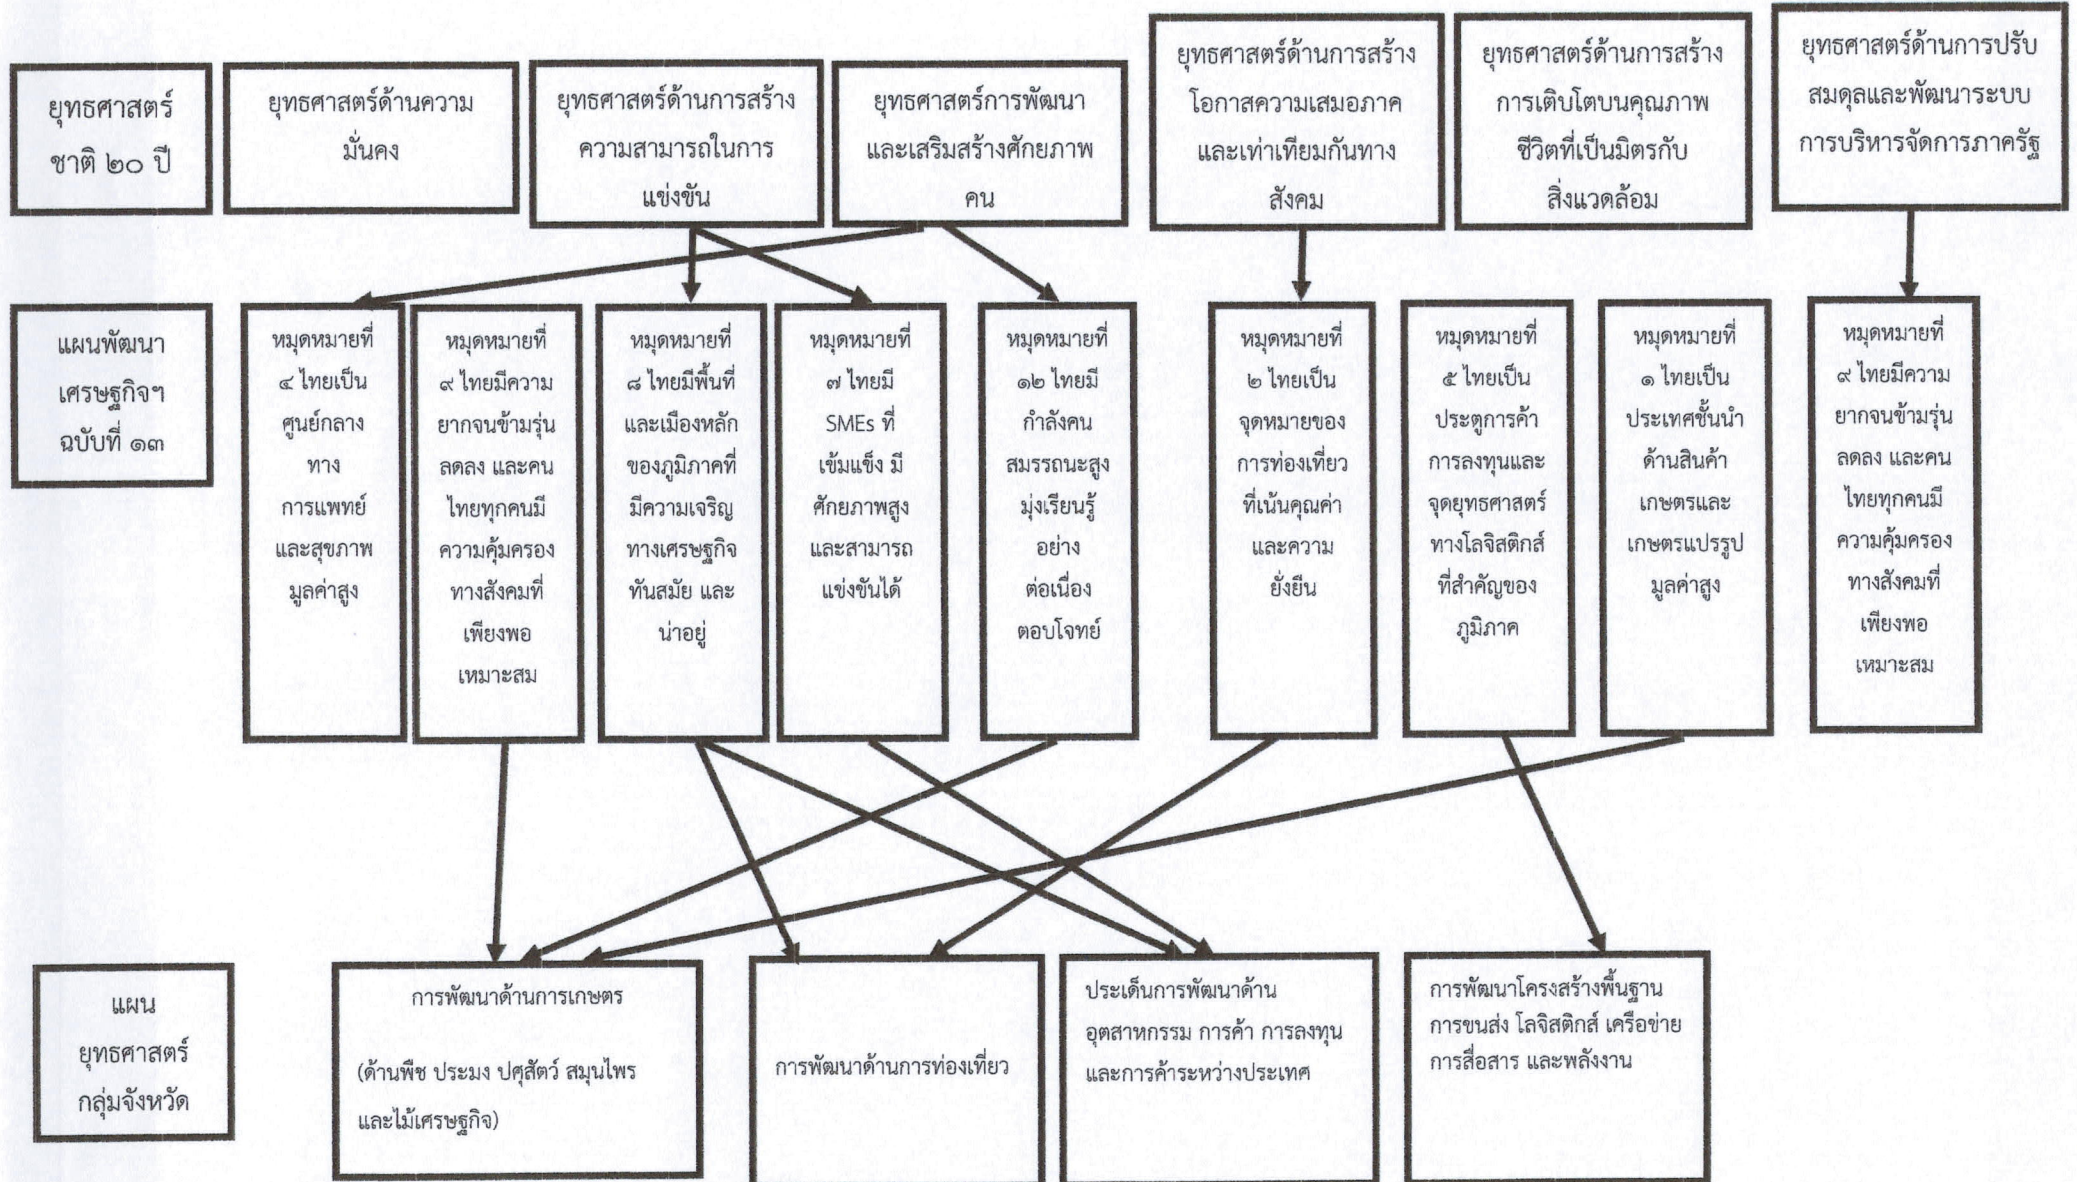 ยุทธศาสตร์
ชาติ ๒๐ ปี
ยุทธศาสตร์ด้านความ
มั่นคง
ยุทธศาสตร์ด้านการสร้าง
ความสามารถในการ
แข่งขัน
ยุทธศาสตร์การพัฒนา
และเสริมสร้างศักยภาพ
คน
ยุทธศาสตร์ด้านการสร้าง
โอกาสความเสมอภาค
และเท่าเทียมกันทาง
สังคม
ยุทธศาสตร์ด้านการสร้าง
การเติบโตบนคุณภาพ
ชีวิตที่เป็นมิตรกับ
สิ่งแวดล้อม
ยุทธศาสตร์ด้านการปรับ
สมดุลและพัฒนาระบบ
การบริหารจัดการภาครัฐ
แผนพัฒนา
เศรษฐกิจฯ
ฉบับที่ ๑๓
หมุดหมายที่
๔ ไทยเป็น
ศูนย์กลาง
ทาง
การแพทย์
และสุขภาพ
มูลค่าสูง
หมุดหมายที่
๙ ไทยมีความ
ยากจนข้ามรุ่น
ลดลง และคน
ไทยทุกคนมี
ความคุ้มครอง
ทางสังคมที่
เพียงพอ
เหมาะสม
หมุดหมายที่
๘ ไทยมีพื้นที่
และเมืองหลัก
ของภูมิภาคที่
มีความเจริญ
ทางเศรษฐกิจ
ทันสมัย และ
น่าอยู่
หมุดหมายที่
๗ ไทยมี
SMEs ที่
เข้มแข็ง มี
ศักยภาพสูง
และสามารถ
แข่งขันได้
หมุดหมายที่
๑๒ ไทยมี
กำลังคน
สมรรถนะสูง
มุ่งเรียนรู้
อย่าง
ต่อเนื่อง
ตอบโจทย์
หมุดหมายที่
๒ ไทยเป็น
จุดหมายของ
การท่องเที่ยว
ที่เน้นคุณค่า
และความ
ยั่งยืน
หมุดหมายที่
๕ ไทยเป็น
ประตูการค้า
การลงทุนและ
จุดยุทธศาสตร์
ทางโลจิสติกส์
ที่สำคัญของ
ภูมิภาค
หมุดหมายที่
๑ ไทยเป็น
ประเทศชั้นนำ
ด้านสินค้า
เกษตรและ
เกษตรแปรรูป
มูลค่าสูง
หมุดหมายที่
๙ ไทยมีความ
ยากจนข้ามรุ่น
ลดลง และคน
ไทยทุกคนมี
ความคุ้มครอง
ทางสังคมที่
เพียงพอ
เหมาะสม
แผน
ยุทธศาสตร์
กลุ่มจังหวัด
การพัฒนาด้านการเกษตร
(ด้านพืช ประมง ปศุสัตว์ สมุนไพร
และไม้เศรษฐกิจ)
การพัฒนาด้านการท่องเที่ยว
ประเด็นการพัฒนาด้าน
อุตสาหกรรม การค้า การลงทุน
และการค้าระหว่างประเทศ
การพัฒนาโครงสร้างพื้นฐาน
การขนส่ง โลจิสติกส์ เครือข่าย
การสื่อสาร และพลังงาน